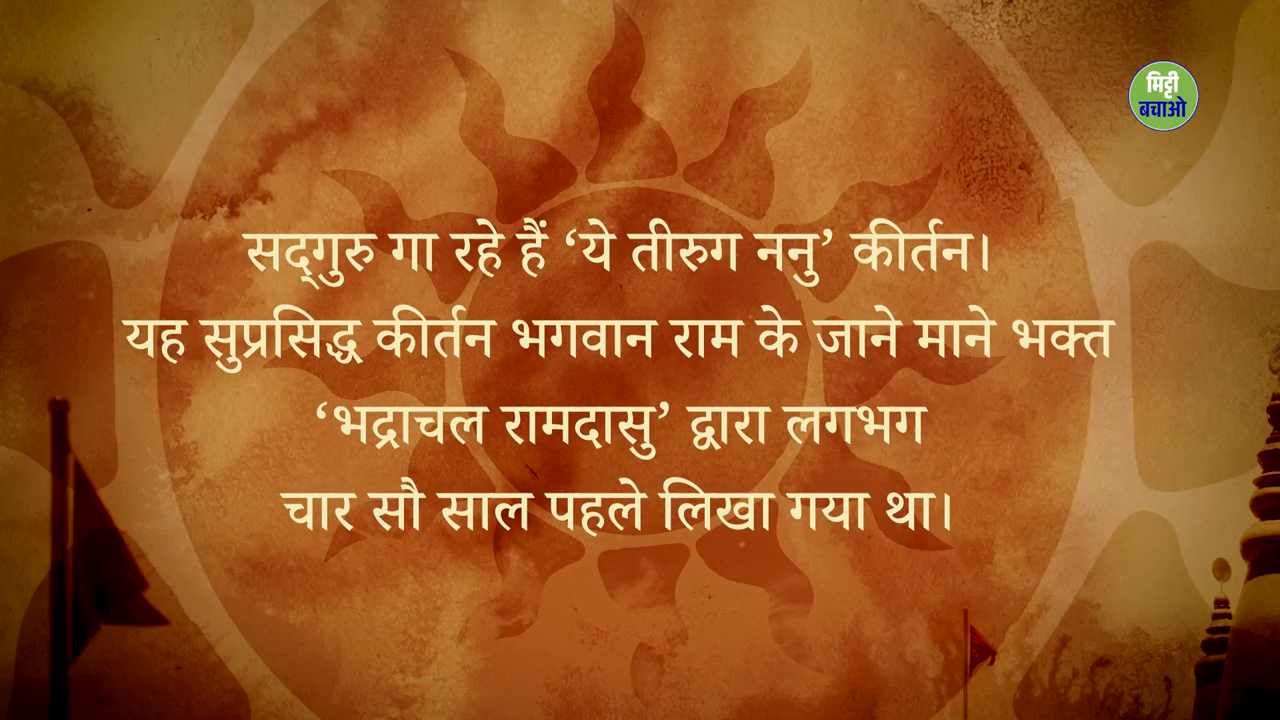 मिट्टी
बचाओ
सद्‌गुरु गा रहे हैं ‘ये तीरुग ननु’ कीर्तन।
यह सुप्रसिद्ध कीर्तन भगवान राम के जाने माने भक्त
‘भद्राचल रामदासु’ द्वारा लगभग
चार सौ साल पहले लिखा गया था।